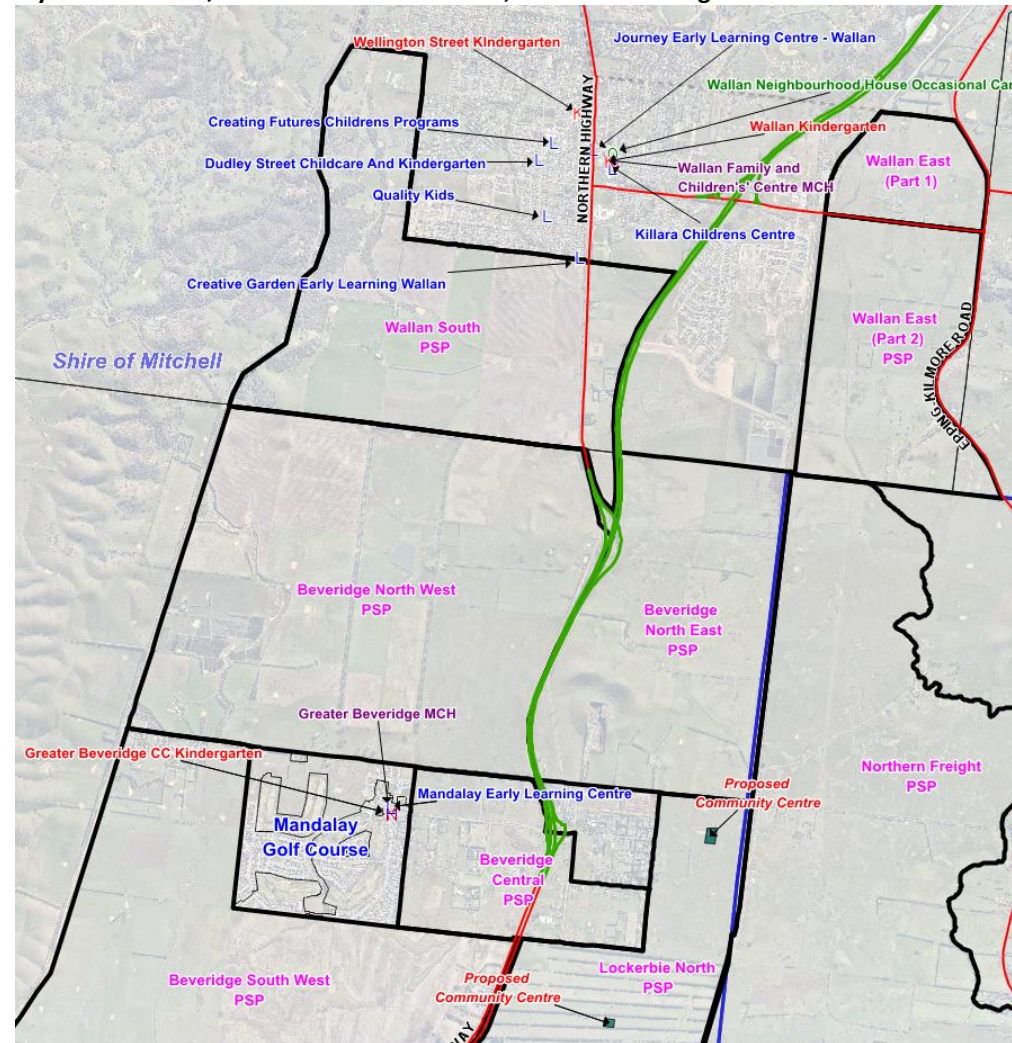 Wellington Street KIndergarten
Journey Early Learning Centre - Wallan
NORTHERN HIGHWAY
Wallan Neighbourhood House Occasional Car
Creating Futures Childrens Programs
L
K
Wallan Kindergarten
Dudley Street Childcare And Kindergarten
L
Wallan East
(Part 1)
Wallan Family and
Children's' Centre MCH
L
Quality Kids
L
Killara Childrens Centre
L
Creative Garden Early Learning Wallan
Wallan South
PSP
Wallan East
(Part 2)
PSP
EPPING-KILMORE ROAD
Shire of Mitchell
Beveridge North West
PSP
Beveridge
North East
PSP
Greater Beveridge MCH
Greater Beveridge CC Kindergarten
Northern Freight
PSP
Proposed
Community Centre
Mandalay Early Learning Centre
Mandalay
Golf Course
Beveridge
Central
PSP
Beveridge South West
PSP
Lockerbie North
PSP
Proposed
Community Centre